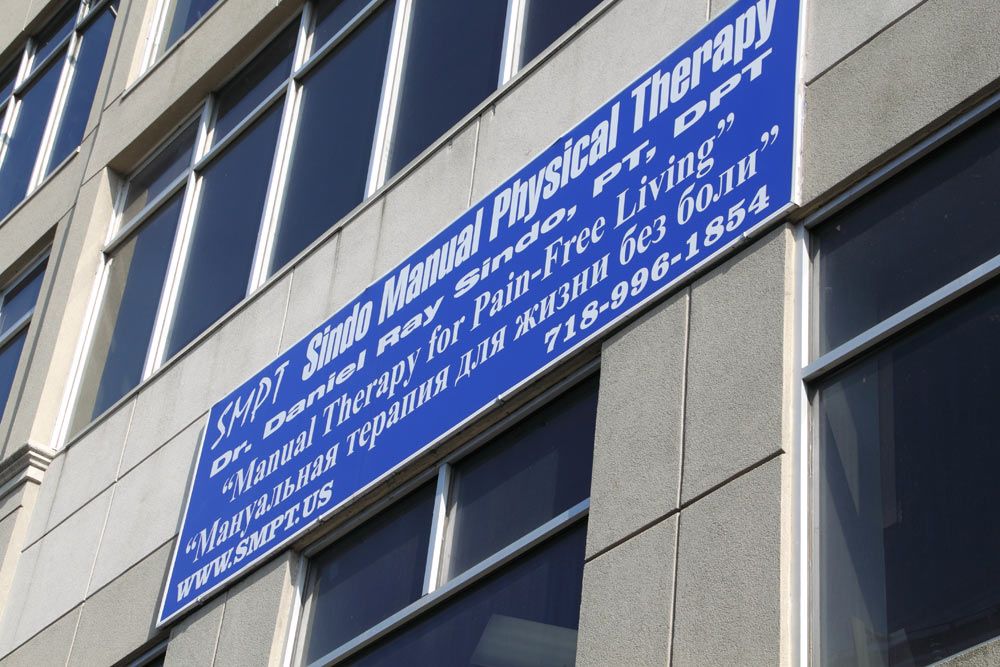 SMPT Sindo Manual Physical Therapy
Dr. Daniel Ray Sindo, PT, DPT
“Manual Therapy for Pain-Free Living”
“Мануальная терапия для жизни без боли”
WWW.SMPT.US 718-996-1854